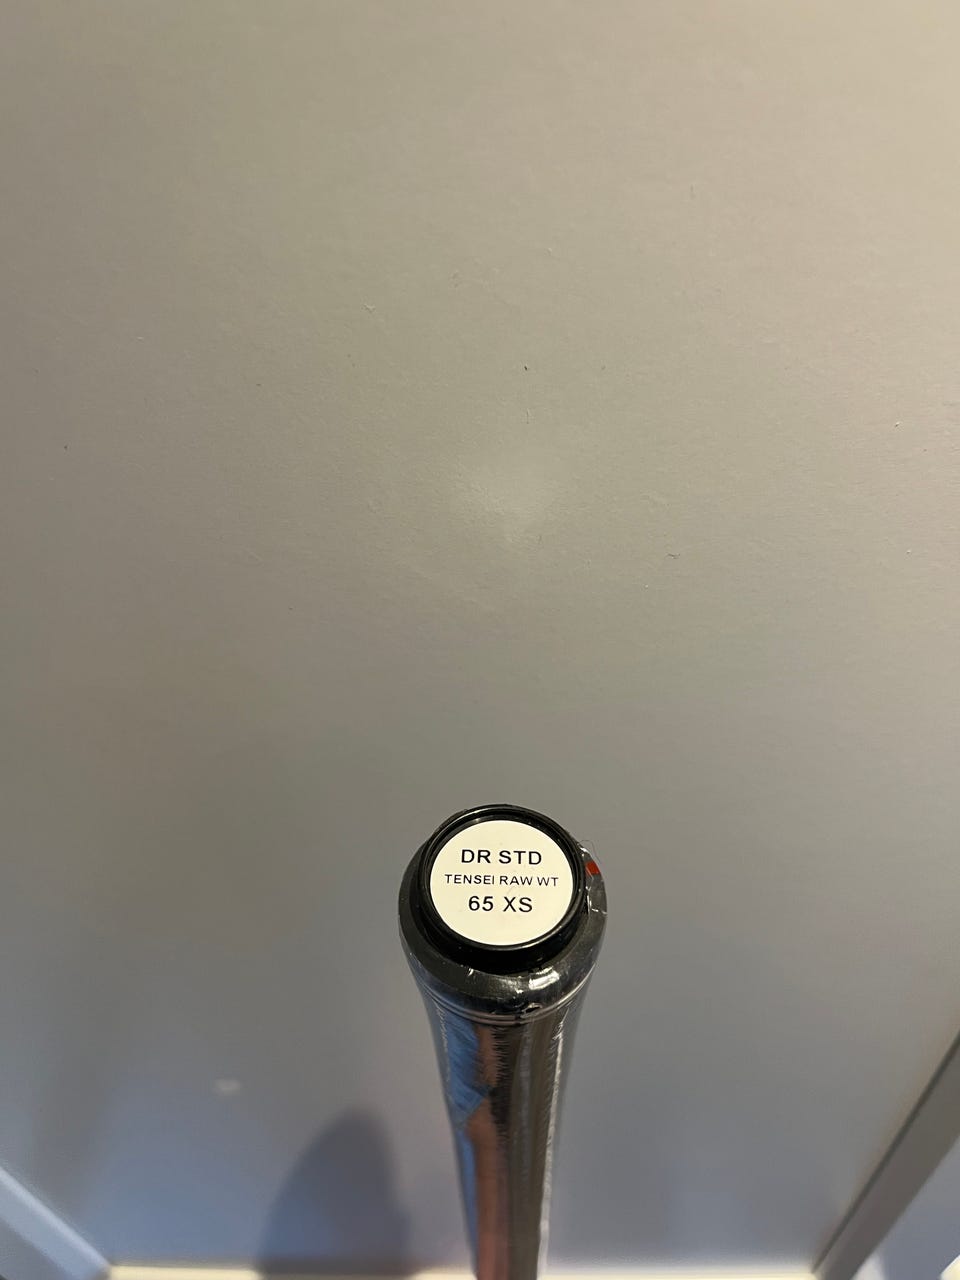 DR STD
TENSEI RAW WT
65 XS